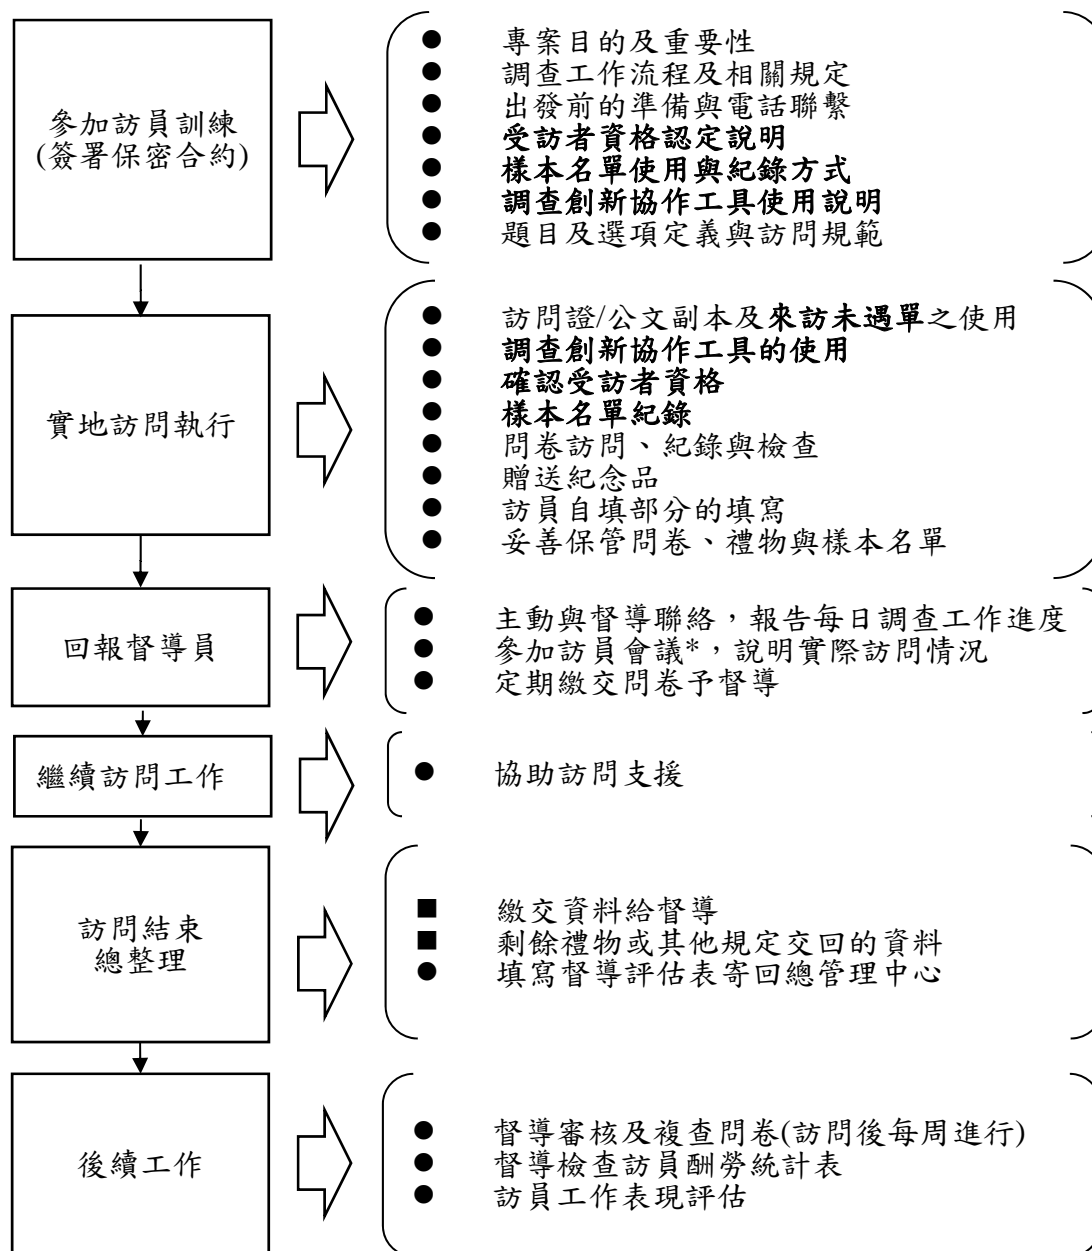 參加訪員訓練
(簽署保密合約)
● 專案目的及重要性
● 調查工作流程及相關規定
● 出發前的準備與電話聯繫
● 受訪者資格認定說明
● 樣本名單使用與紀錄方式
● 調查創新協作工具使用說明
● 題目及選項定義與訪問規範
實地訪問執行
● 訪問證/公文副本及來訪未遇單之使用
● 調查創新協作工具的使用
● 確認受訪者資格
● 樣本名單紀錄
● 問卷訪問、紀錄與檢查
● 贈送紀念品
● 訪員自填部分的填寫
● 妥善保管問卷、禮物與樣本名單
回報督導員
● 主動與督導聯絡，報告每日調查工作進度
● 參加訪員會議*，說明實際訪問情況
● 定期繳交問卷予督導
繼續訪問工作
● 協助訪問支援
訪問結束
總整理
■ 繳交資料給督導
■ 剩餘禮物或其他規定交回的資料
● 填寫督導評估表寄回總管理中心
後續工作
● 督導審核及複查問卷(訪問後每周進行)
● 督導檢查訪員酬勞統計表
● 訪員工作表現評估